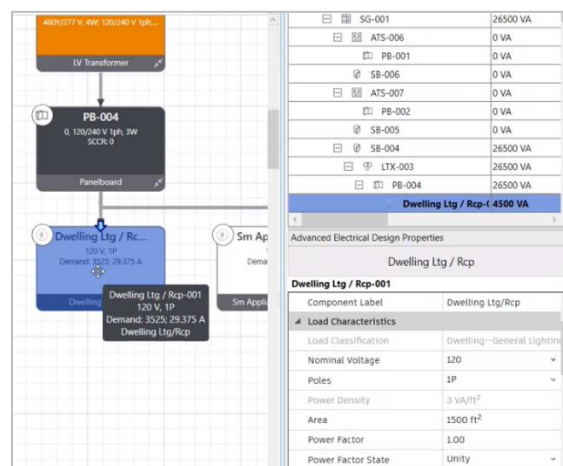 480Y/277 V, 4W; 120/240 V 1ph,...
LV Transformer
PB-004
0, 120/240 V 1ph, 3W
SCCR: 0
Panelboard
Dwelling Ltg / Rc...
120 V, 1P
Demand: 3525; 29.375 A
Dwelling
Sm Ap
Dema
Sm Appli
Dwelling Ltg / Rcp-001
120 V, 1P
Demand: 3525; 29.375 A
Dwelling Ltg/Rcp
SG-001 26500 VA
ATS-006 0 VA
PB-001 0 VA
SB-006 0 VA
ATS-007 0 VA
PB-002 0 VA
SB-005 0 VA
SB-004 26500 VA
LTX-003 26500 VA
PB-004 26500 VA
Dwelling Ltg / Rcp-( 4500 VA
Advanced Electrical Design Properties
Dwelling Ltg / Rcp
Dwelling Ltg / Rcp-001
Component Label Dwelling Ltg/Rcp
Load Characteristics
Load Classification Dwelling--General Lighting
Nominal Voltage 120
Poles 1P
Power Density 3 VA/ft²
Area 1500 ft²
Power Factor 1.00
Power Factor State Unity